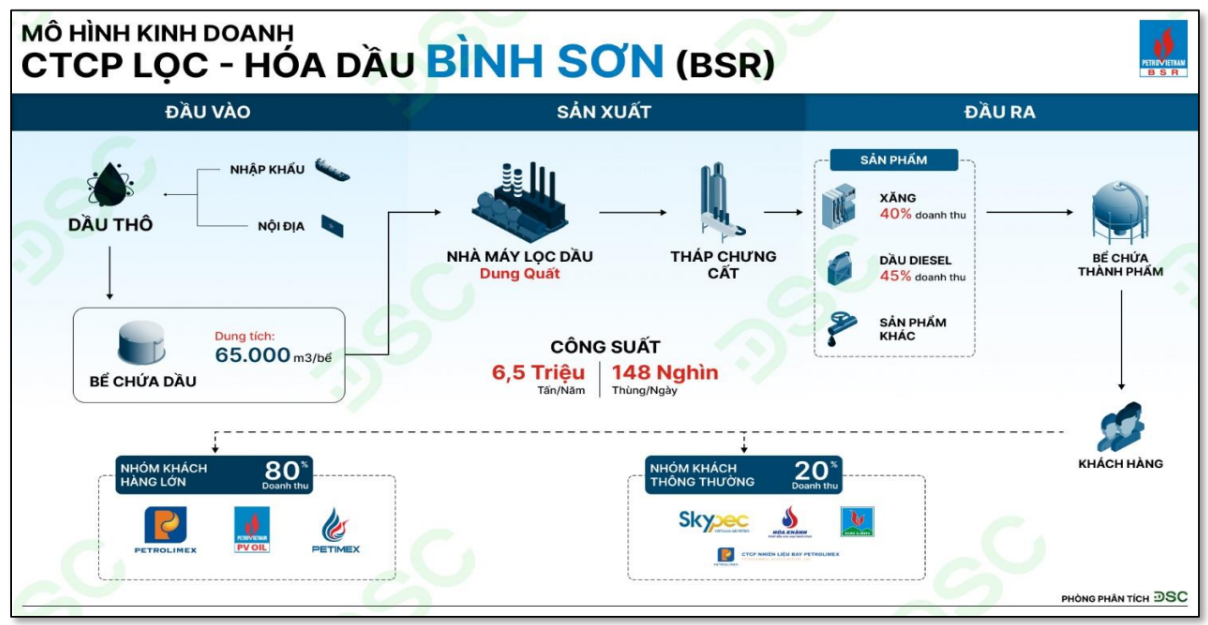 MÔ HÌNH KINH DOANH
CTCP LỌC - HÓA DẦU BÌNH SƠN (BSR)
PETROVIETNAM
BSR
ĐẦU VÀO
SẢN XUẤT
ĐẦU RA
DẦU THÔ
NHẬP KHẨU
NỘI ĐỊA
BỂ CHỨA DẦU
Dung tích:
65.000 m3/bể
NHÀ MÁY LỌC DẦU
Dung Quất
THÁP CHƯNG
CẤT
CÔNG SUẤT
6,5 Triệu
Tấn/Năm
148 Nghìn
Thùng/Ngày
SẢN PHẨM
XĂNG
40% doanh thu
DẦU DIESEL
45% doanh thu
SẢN PHẨM
KHÁC
BỂ CHỨA
THÀNH PHẨM
KHÁCH HÀNG
NHÓM KHÁCH
HÀNG LỚN
80%
Doanh thu
PETROLIMEX
PETROVIETNAM
PV OIL
PETIMEX
NHÓM KHÁCH
THÔNG THƯỜNG
20%
Doanh thu
Skypec
HÒA KHÁNH
PETROLIMEX
CTCP NHIÊN LIỆU BAY PETROLIMEX
PHÒNG PHÂN TÍCH DSC
DSC